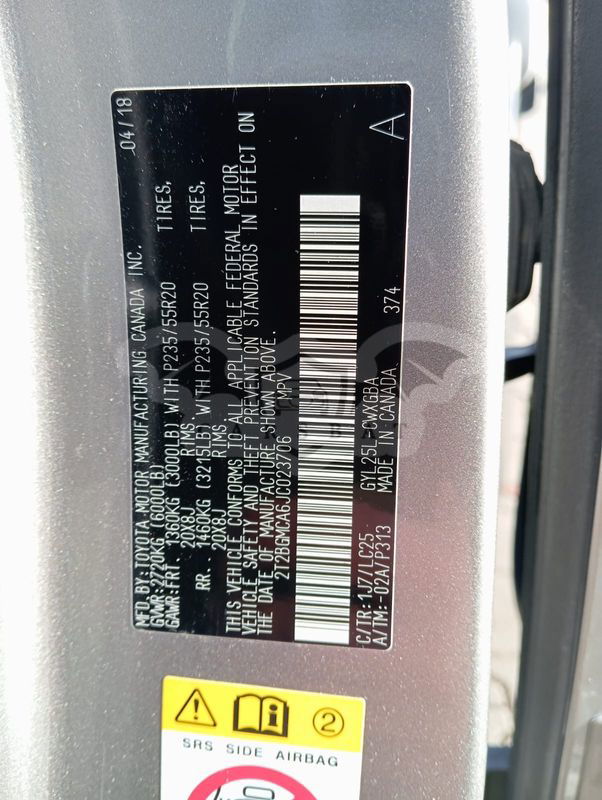 MFD.BY:TOYOTA MOTOR MANUFACTURING CANADA INC. 04/18
GVWR:2720KG (6000LB)
GAWR:FRT. 1360KG (3000LB) WITH P235/55R20 TIRES,
20X8J RIMS
RR. 1460KG (3215LB) WITH P235/55R20 TIRES,
20X8J RIMS
THIS VEHICLE CONFORMS TO ALL APPLICABLE FEDERAL MOTOR
VEHICLE SAFETY AND THEFT PREVENTION STANDARDS IN EFFECT ON
THE DATE OF MANUFACTURE SHOWN ABOVE.
2T2BGMCA6JC023706 MPV
C/TR:1J7/LC25 GYL25L-CWXGBA
A/TM:-02A/P313 MADE IN CANADA 374 A
2
SRS SIDE AIRBAG